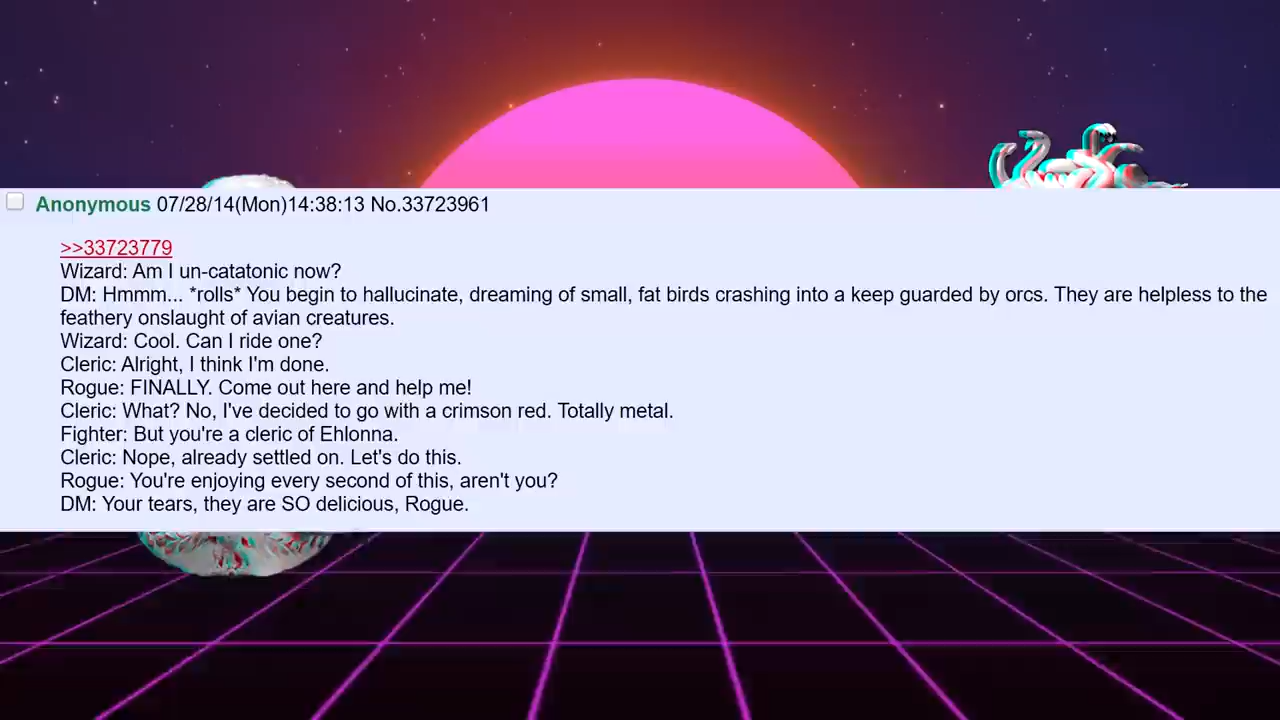 Anonymous 07/28/14(Mon)14:38:13 No.33723961
>>33723779
Wizard: Am I un-catatonic now?
DM: Hmmm... *rolls* You begin to hallucinate, dreaming of small, fat birds crashing into a keep guarded by orcs. They are helpless to the
feathery onslaught of avian creatures.
Wizard: Cool. Can I ride one?
Cleric: Alright, I think I'm done.
Rogue: FINALLY. Come out here and help me!
Cleric: What? No, I've decided to go with a crimson red. Totally metal.
Fighter: But you're a cleric of Ehlonna.
Cleric: Nope, already settled on. Let's do this.
Rogue: You're enjoying every second of this, aren't you?
DM: Your tears, they are SO delicious, Rogue.